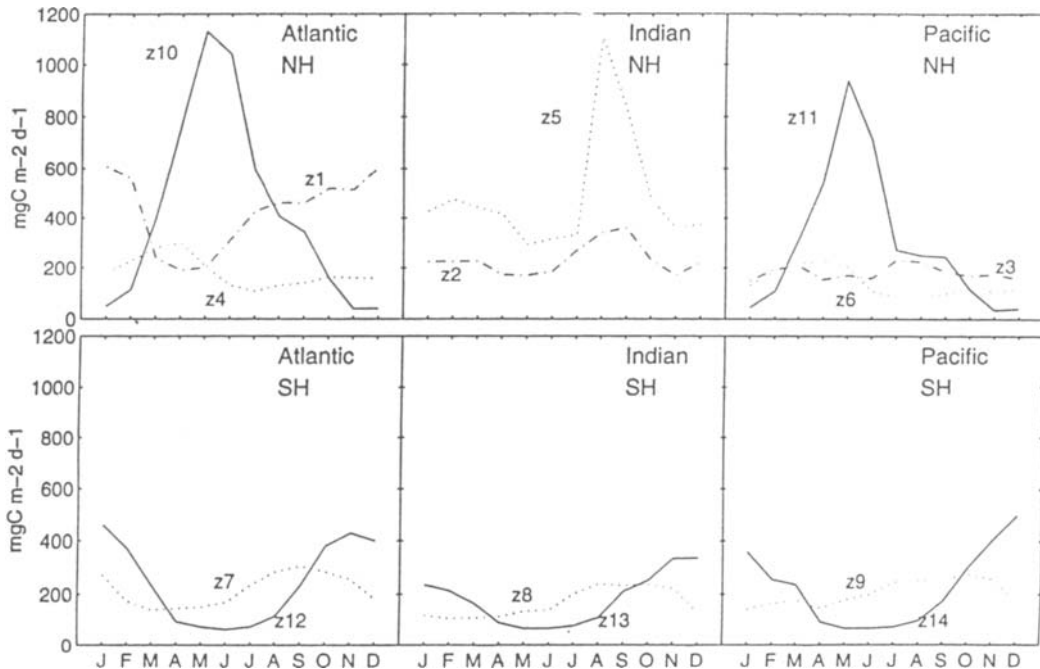 1200
1000
800
600
400
200
0
mgC m-2 d-1
Atlantic
NH
z10
z1
z4
Indian
NH
z5
z2
Pacific
NH
z11
z3
z6
1200
1000
800
600
400
200
0
mgC m-2 d-1
Atlantic
SH
z7
z12
Indian
SH
z8
z13
Pacific
SH
z9
z14
J F M A M J J A S O N D J F M A M J J A S O N D J F M A M J J A S O N D